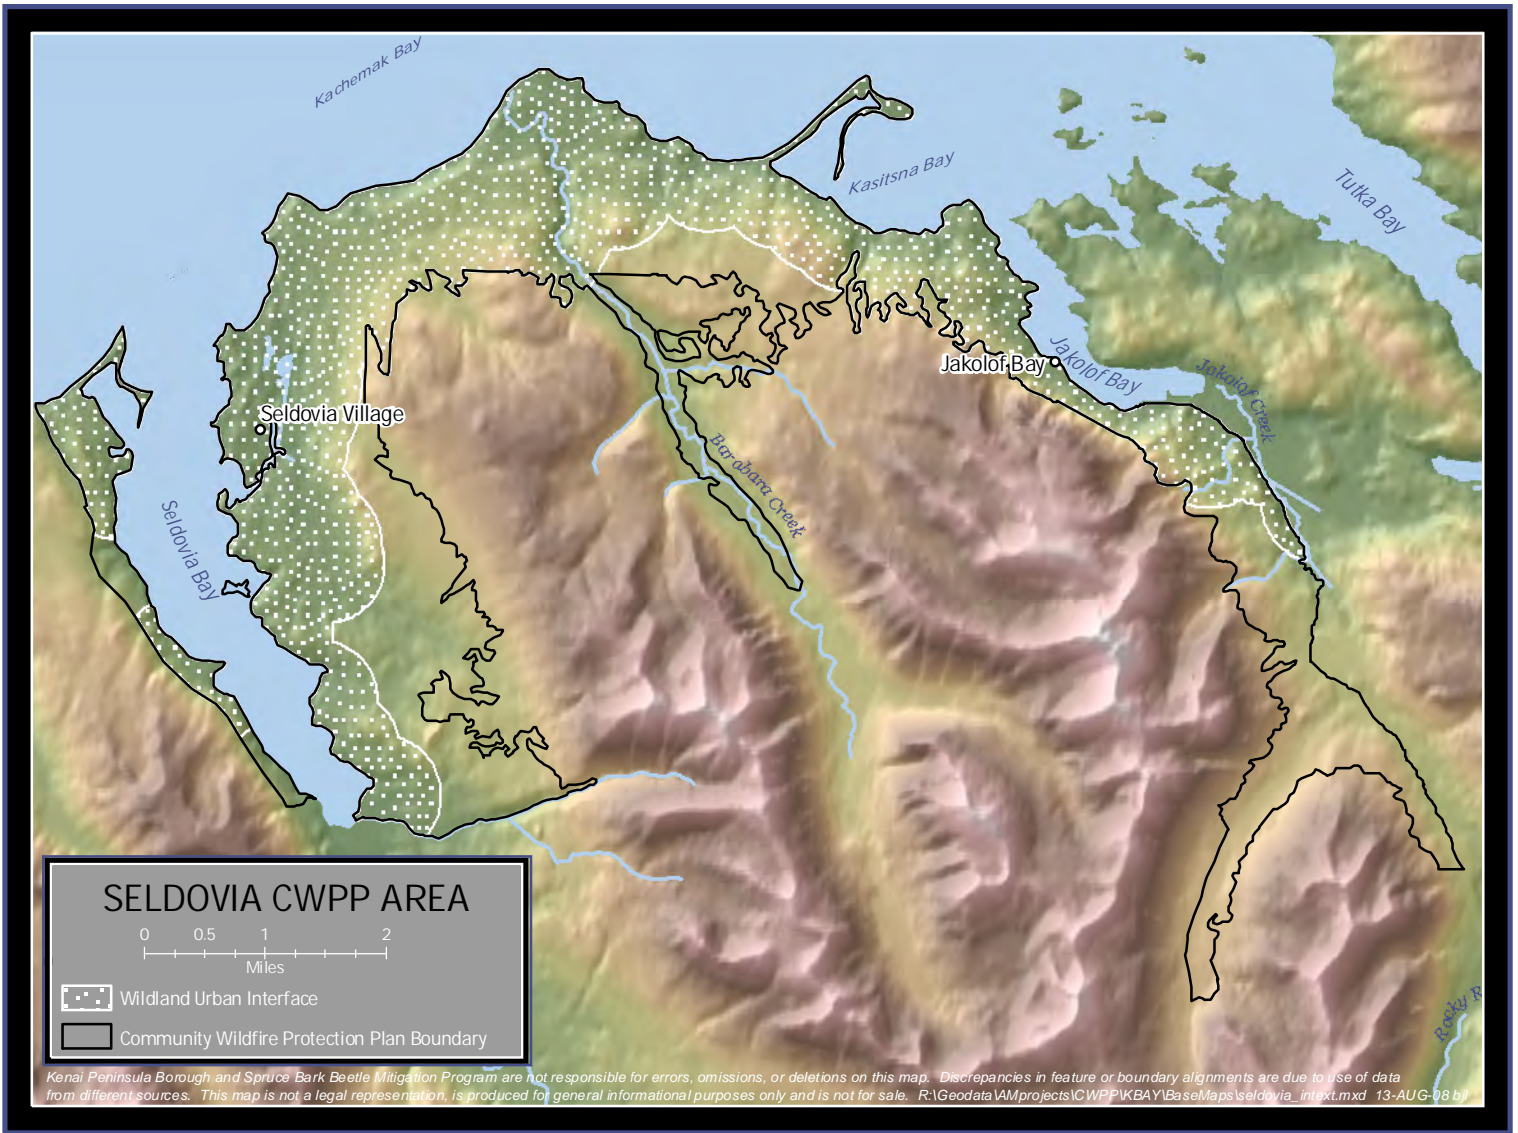 Kachemak Bay
Kasitsna Bay
Tutka Bay
Jakolof Bay
Jakolof Bay
Jakolof Creek
Seldovia Village
Barabara Creek
Seldovia Bay
SELDOVIA CWPP AREA
0 0.5 1 2
Miles
Wildland Urban Interface
Community Wildfire Protection Plan Boundary
Rocky R
Kenai Peninsula Borough and Spruce Bark Beetle Mitigation Program are not responsible for errors, omissions, or deletions on this map. Discrepancies in feature or boundary alignments are due to use of data
from different sources. This map is not a legal representation, is produced for general informational purposes only and is not for sale. R:\Geodata\AMprojects\CWPP\KBAY\BaseMaps\seldovia_intext.mxd 13-AUG-08 bjl